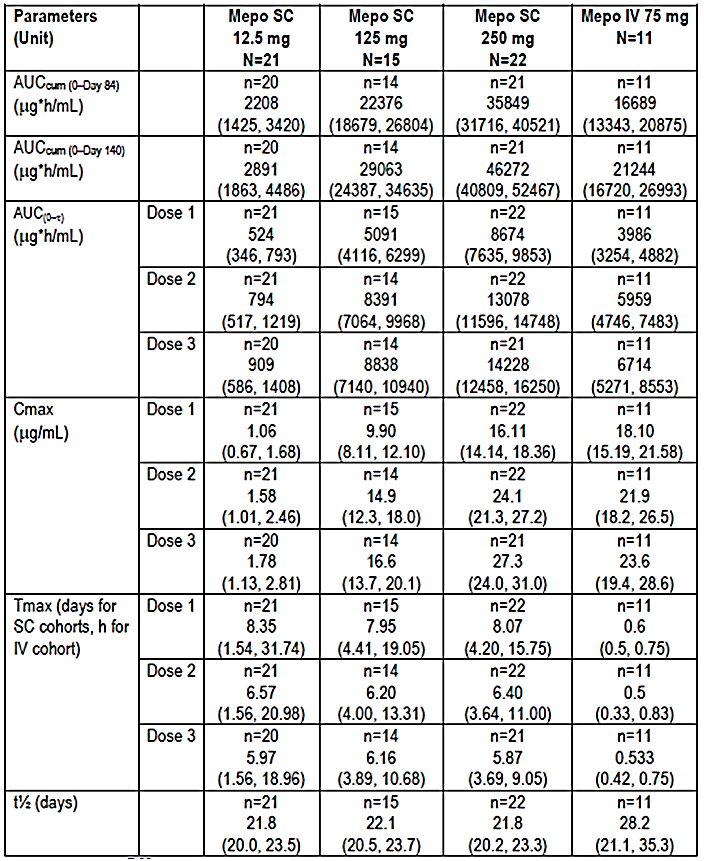 Parameters (Unit) | | Mepo SC 12.5 mg N=21 | Mepo SC 125 mg N=15 | Mepo SC 250 mg N=22 | Mepo IV 75 mg N=11
AUCcum (0–Day 84) (µg*h/mL) | | n=20 2208 (1425, 3420) | n=14 22376 (18679, 26804) | n=21 35849 (31716, 40521) | n=11 16689 (13343, 20875)
AUCcum (0–Day 140) (µg*h/mL) | | n=20 2891 (1863, 4486) | n=14 29063 (24387, 34635) | n=21 46272 (40809, 52467) | n=11 21244 (16720, 26993)
AUC(0–τ) (µg*h/mL) | Dose 1 | n=21 524 (346, 793) | n=15 5091 (4116, 6299) | n=22 8674 (7635, 9853) | n=11 3986 (3254, 4882)
Dose 2 | n=21 794 (517, 1219) | n=14 8391 (7064, 9968) | n=22 13078 (11596, 14748) | n=11 5959 (4746, 7483)
Dose 3 | n=20 909 (586, 1408) | n=14 8838 (7140, 10940) | n=21 14228 (12458, 16250) | n=11 6714 (5271, 8553)
Cmax (µg/mL) | Dose 1 | n=21 1.06 (0.67, 1.68) | n=15 9.90 (8.11, 12.10) | n=22 16.11 (14.14, 18.36) | n=11 18.10 (15.19, 21.58)
Dose 2 | n=21 1.58 (1.01, 2.46) | n=14 14.9 (12.3, 18.0) | n=22 24.1 (21.3, 27.2) | n=11 21.9 (18.2, 26.5)
Dose 3 | n=20 1.78 (1.13, 2.81) | n=14 16.6 (13.7, 20.1) | n=21 27.3 (24.0, 31.0) | n=11 23.6 (19.4, 28.6)
Tmax (days for SC cohorts, h for IV cohort) | Dose 1 | n=21 8.35 (1.54, 31.74) | n=15 7.95 (4.41, 19.05) | n=22 8.07 (4.20, 15.75) | n=11 0.6 (0.5, 0.75)
Dose 2 | n=21 6.57 (1.56, 20.98) | n=14 6.20 (4.00, 13.31) | n=22 6.40 (3.64, 11.00) | n=11 0.5 (0.33, 0.83)
Dose 3 | n=20 5.97 (1.56, 18.96) | n=14 6.16 (3.89, 10.68) | n=21 5.87 (3.69, 9.05) | n=11 0.533 (0.42, 0.75)
t½ (days) | | n=21 21.8 (20.0, 23.5) | n=15 22.1 (20.5, 23.7) | n=22 21.8 (20.2, 23.3) | n=11 28.2 (21.1, 35.3)